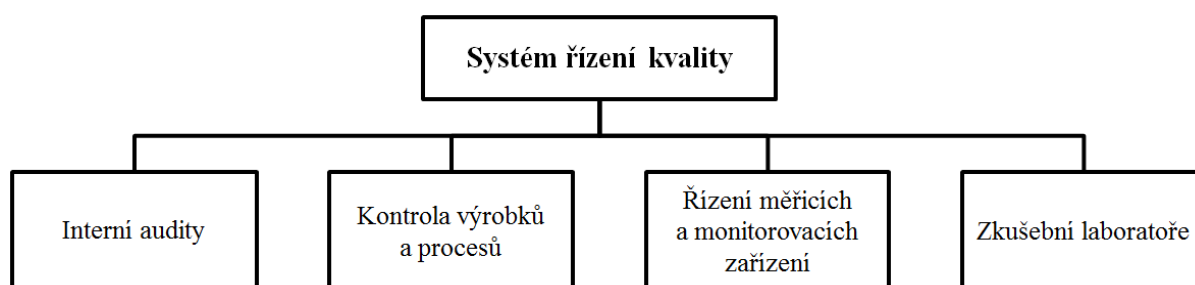 Systém řízení kvality
Interní audity
Kontrola výrobků
a procesů
Řízení měřicích
a monitorovacích
zařízení
Zkušební laboratoře